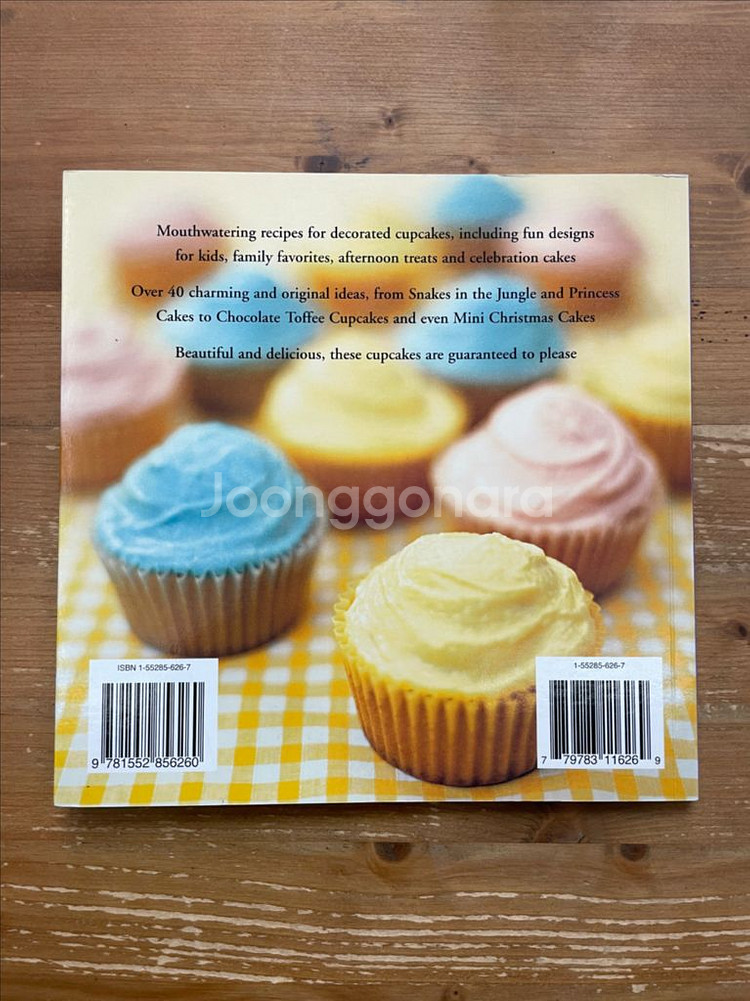 Mouthwatering recipes for decorated cupcakes, including fun designs
for kids, family favorites, afternoon treats and celebration cakes
Over 40 charming and original ideas, from Snakes in the Jungle and Princess
Cakes to Chocolate Toffee Cupcakes and even Mini Christmas Cakes
Beautiful and delicious, these cupcakes are guaranteed to please
Joonggonara
ISBN 1-55285-626-7
9 781552 856260
1-55285-626-7
7 79783 11626 9